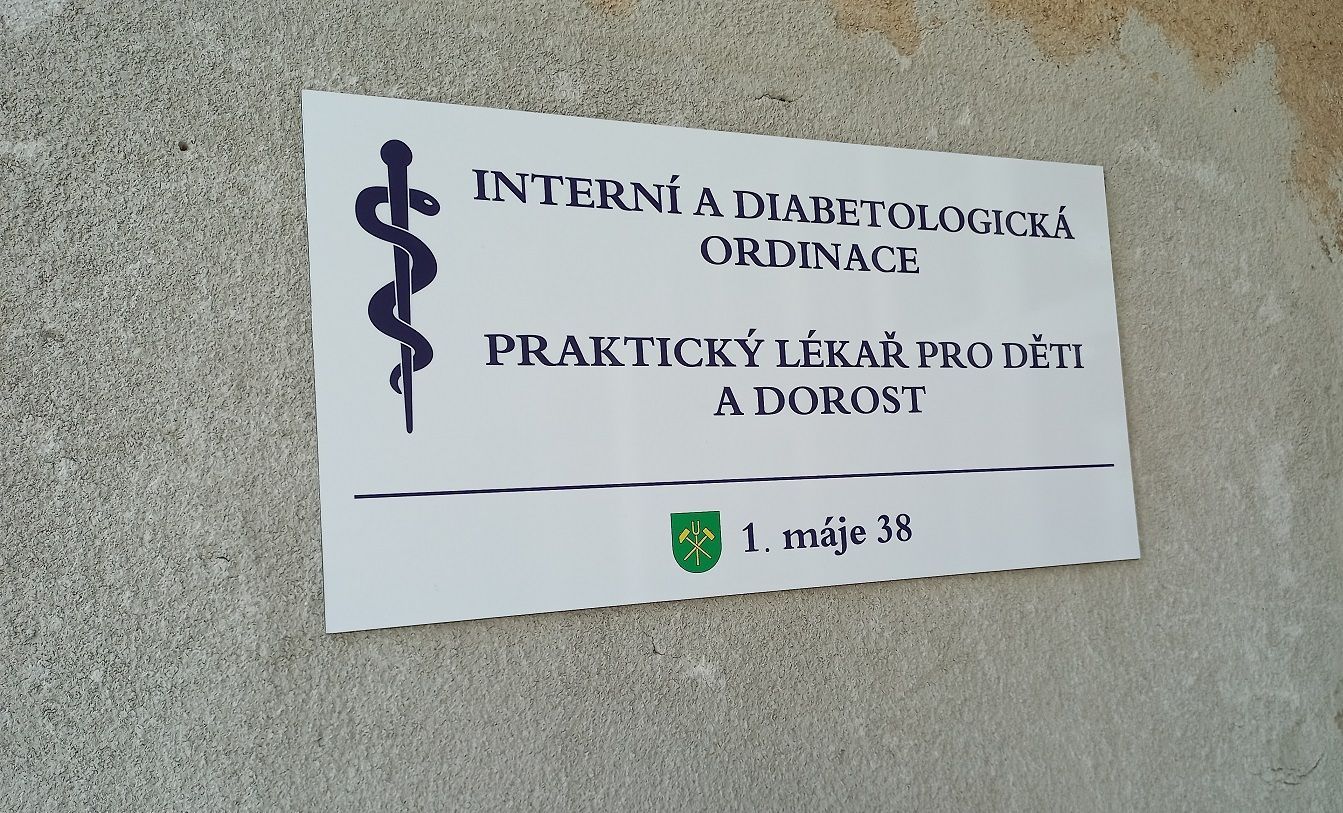 INTERNÍ A DIABETOLOGICKÁ
ORDINACE
PRAKTICKÝ LÉKAŘ PRO DĚTI
A DOROST
1. máje 38